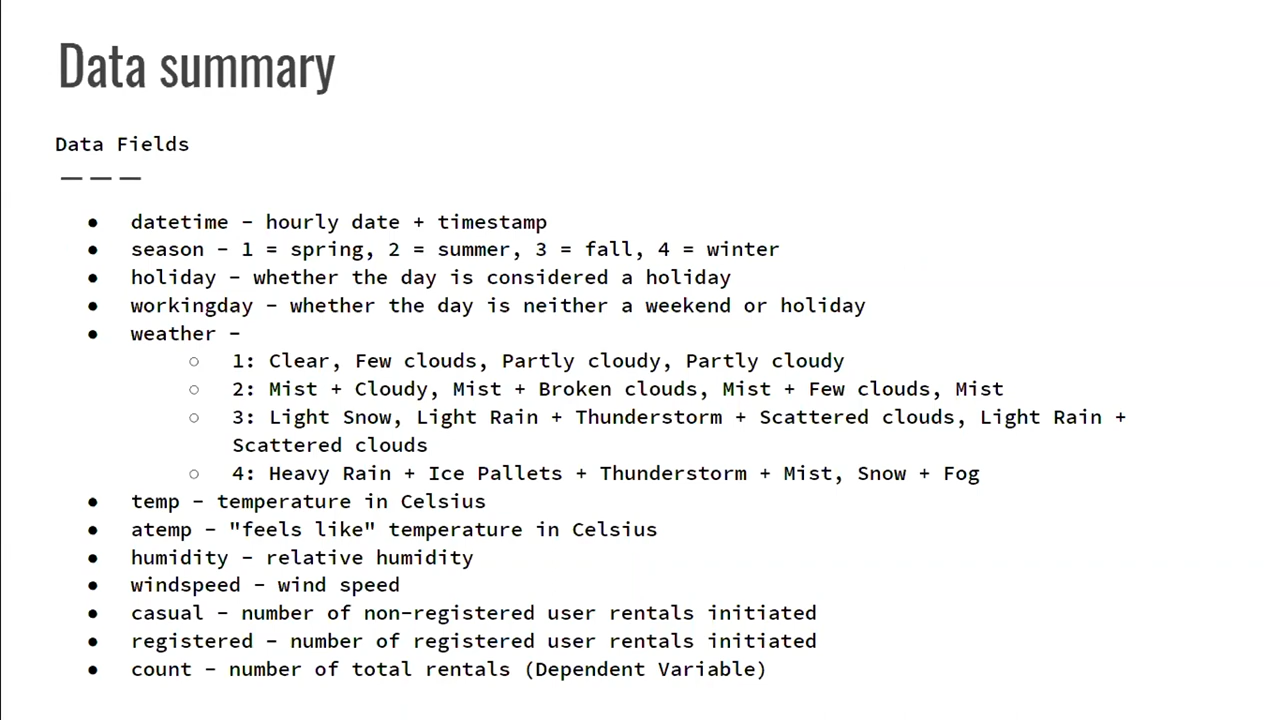 Data summary
Data Fields
———
● datetime - hourly date + timestamp
● season - 1 = spring, 2 = summer, 3 = fall, 4 = winter
● holiday - whether the day is considered a holiday
● workingday - whether the day is neither a weekend or holiday
● weather -
○ 1: Clear, Few clouds, Partly cloudy, Partly cloudy
○ 2: Mist + Cloudy, Mist + Broken clouds, Mist + Few clouds, Mist
○ 3: Light Snow, Light Rain + Thunderstorm + Scattered clouds, Light Rain +
Scattered clouds
○ 4: Heavy Rain + Ice Pallets + Thunderstorm + Mist, Snow + Fog
● temp - temperature in Celsius
● atemp - "feels like" temperature in Celsius
● humidity - relative humidity
● windspeed - wind speed
● casual - number of non-registered user rentals initiated
● registered - number of registered user rentals initiated
● count - number of total rentals (Dependent Variable)